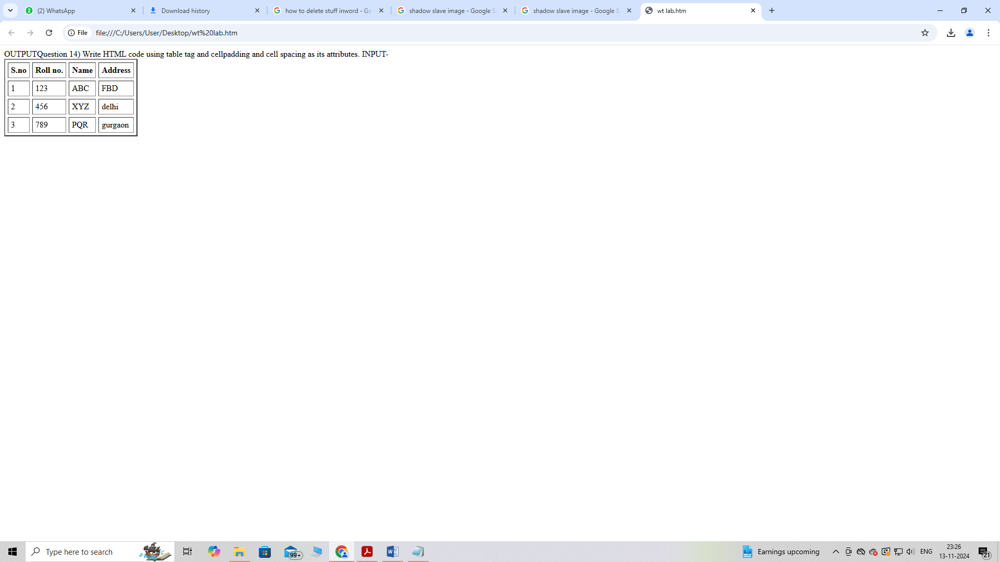 (2) WhatsApp
Download history
how to delete stuff inword - Go
shadow slave image - Google S
shadow slave image - Google S
wt lab.htm
File file:///C:/Users/User/Desktop/wt%20lab.htm
OUTPUTQuestion 14) Write HTML code using table tag and cellpadding and cell spacing as its attributes. INPUT-
S.no Roll no. Name Address
1 123 ABC FBD
2 456 XYZ delhi
3 789 PQR gurgaon
Type here to search
99+
Earnings upcoming
ENG
23:26
13-11-2024
21